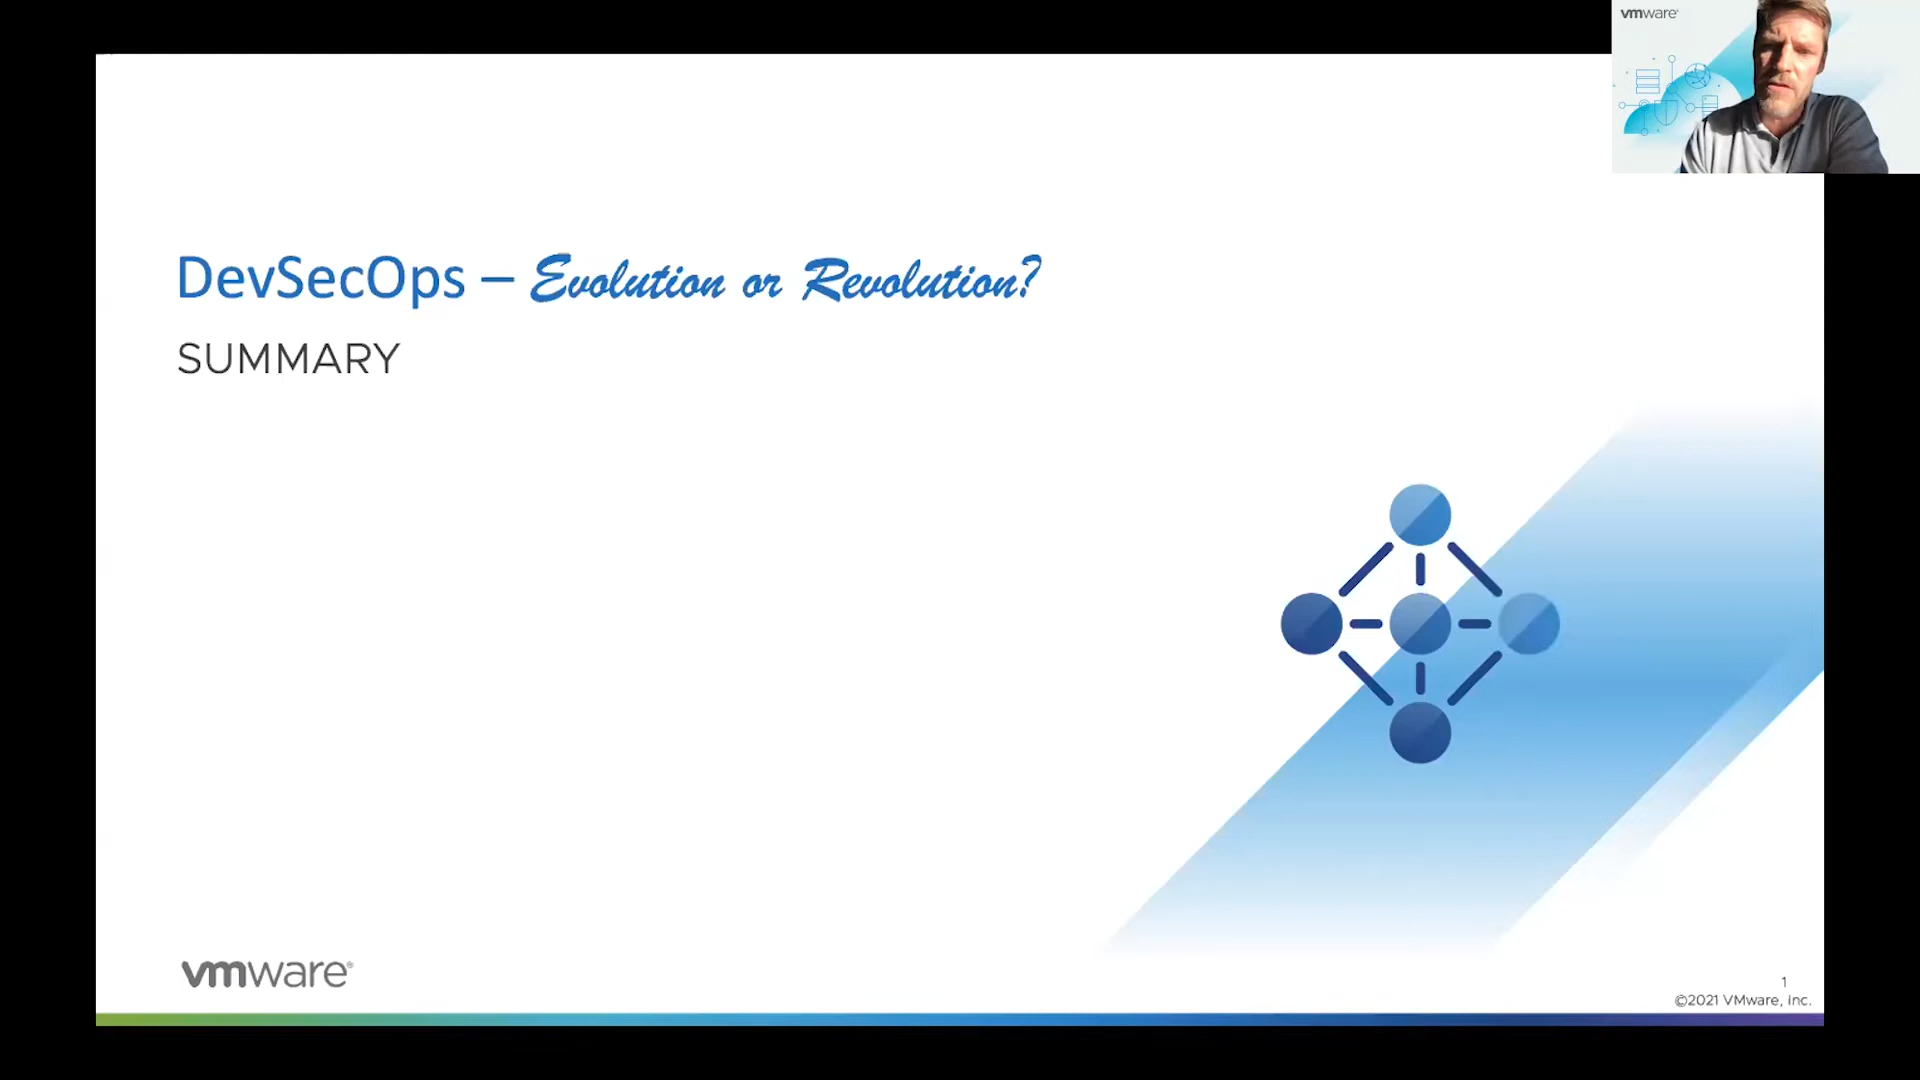 vmware®
DevSecOps – Evolution or Revolution?
SUMMARY
vmware®
1
©2021 VMware, Inc.